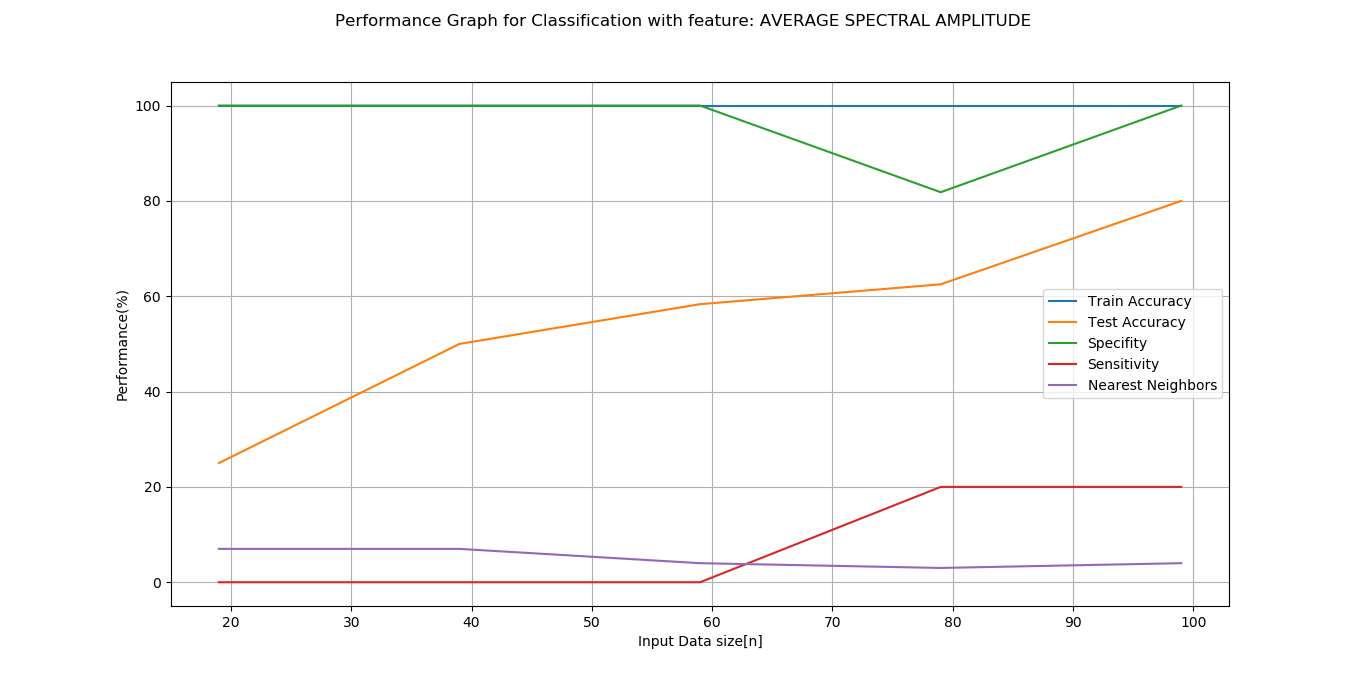 Performance Graph for Classification with feature: AVERAGE SPECTRAL AMPLITUDE
100
80
60
40
20
0
Performance(%)
Train Accuracy
Test Accuracy
Specifity
Sensitivity
Nearest Neighbors
20 30 40 50 60 70 80 90 100
Input Data size[n]